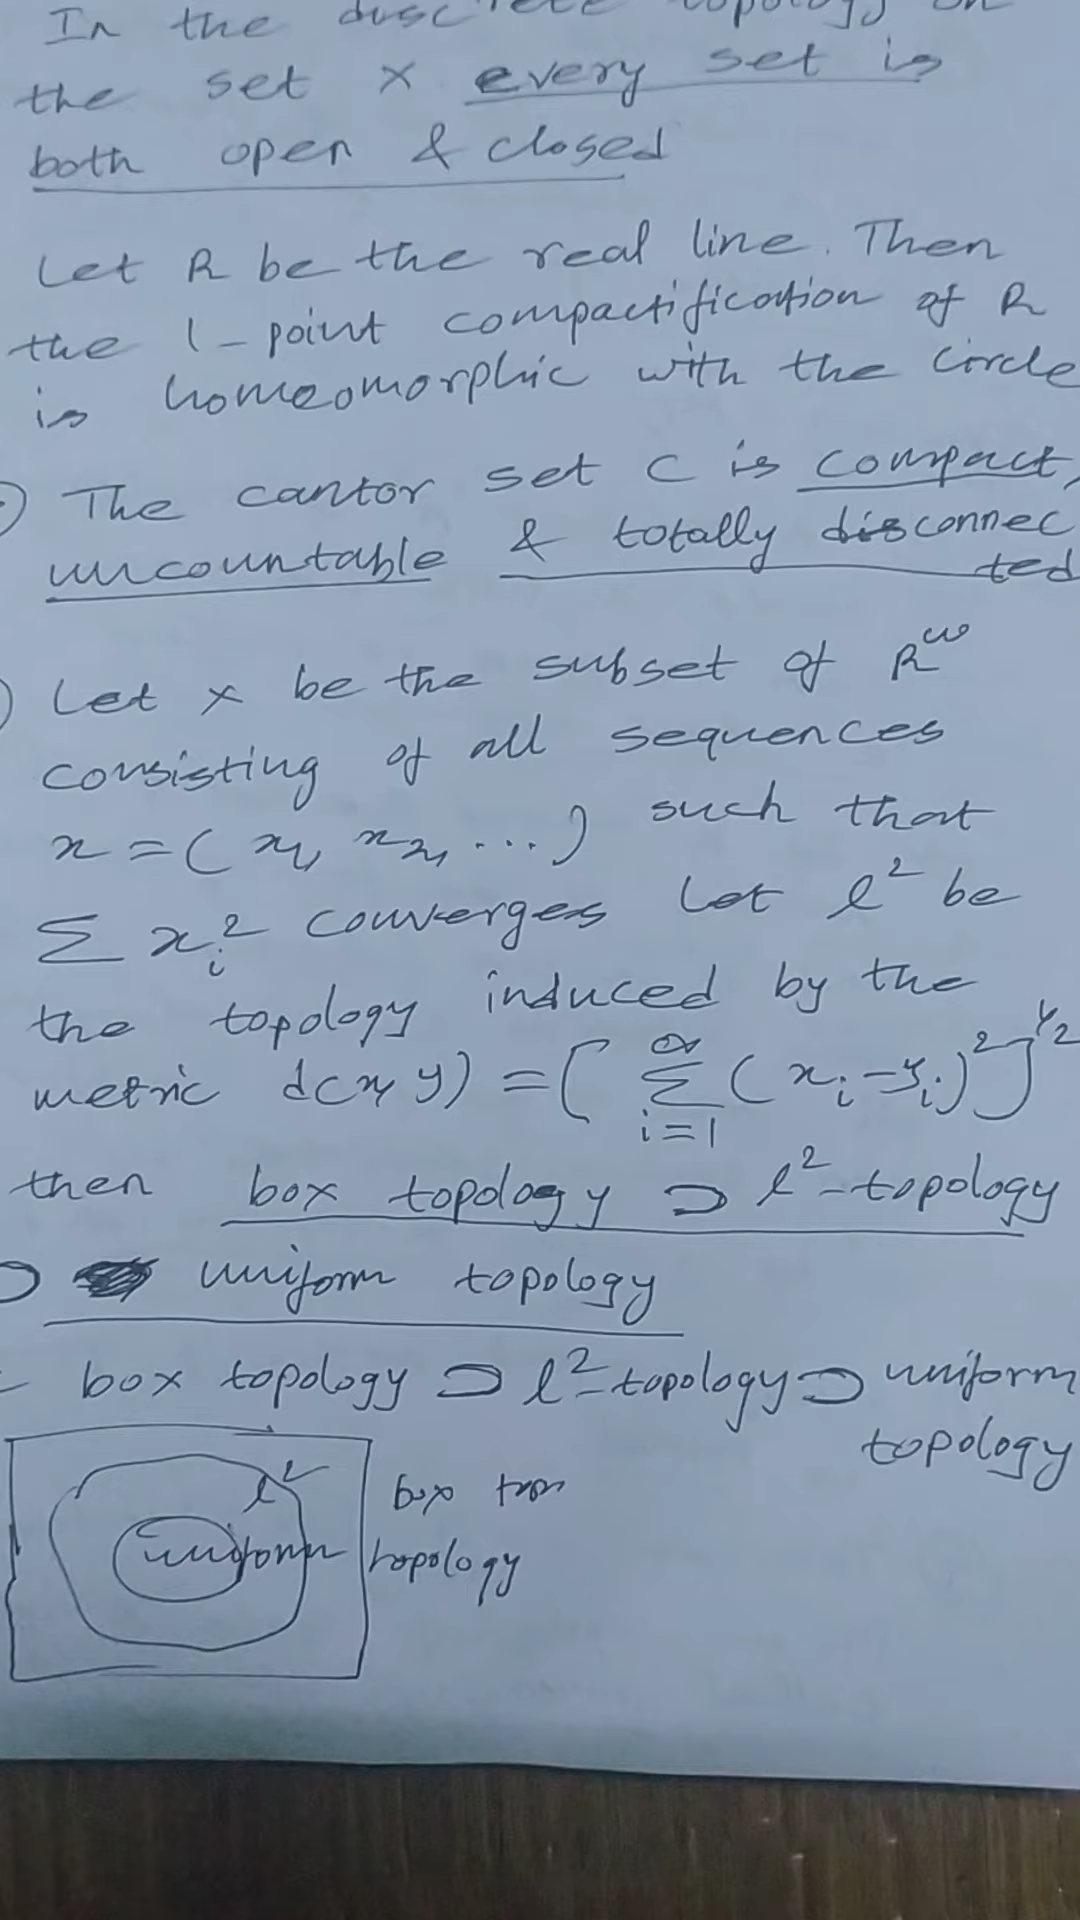 In the discrete topology on
the set X every set is
both open & closed
Let R be the real line. Then
the 1-point compactification of R
is homeomorphic with the circle
The cantor set C is compact,
uncountable & totally disconnec
ted
Let X be the subset of R^ω
consisting of all sequences
x = (x₁, x₂, ...) such that
Σ xᵢ² converges Let l² be
the topology induced by the
metric d(x, y) = [ Σ_{i=1}^{∞} (xᵢ - yᵢ)² ]^{1/2}
then box topology ⊃ l²-topology
⊃ uniform topology
box topology ⊃ l²-topology ⊃ uniform
topology
l² box
uniform topology